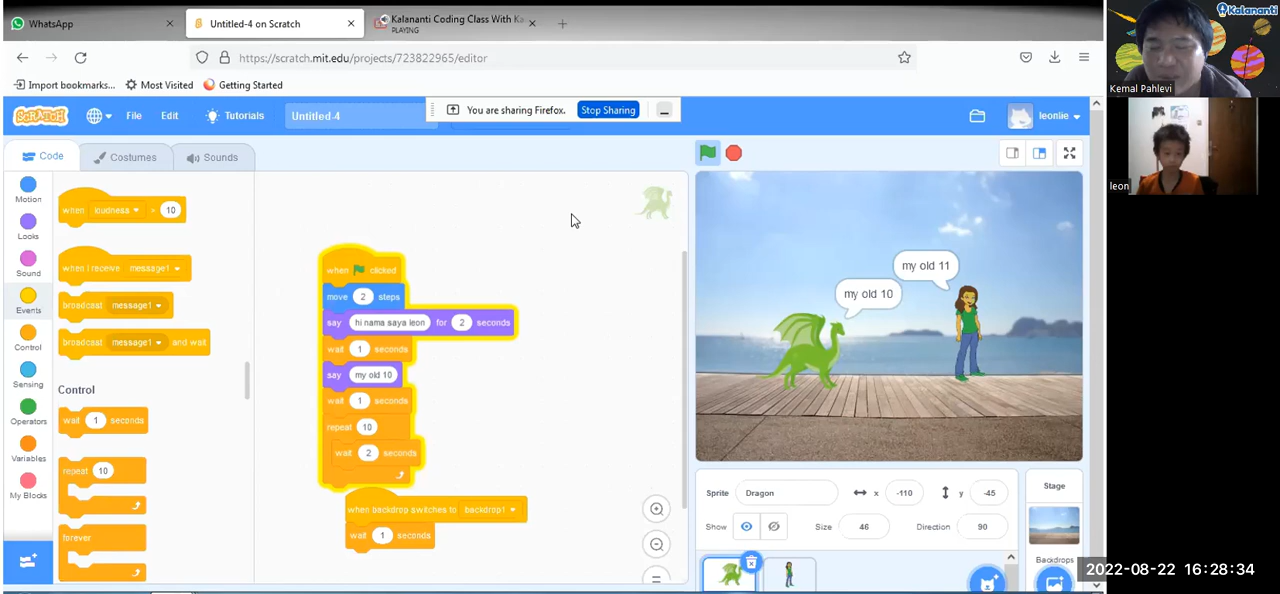 WhatsApp
Untitled-4 on Scratch
Kalananti Coding Class With Ka
PLAYING
https://scratch.mit.edu/projects/723822965/editor
Import bookmarks...
Most Visited
Getting Started
You are sharing Firefox.
Stop Sharing
SCRATCH
File
Edit
Tutorials
Untitled-4
leoniie
Code
Costumes
Sounds
Motion
Looks
Sound
Events
Control
Sensing
Operators
Variables
My Blocks
when loudness > 10
when I receive message1
broadcast message1
broadcast message1 and wait
Control
wait 1 seconds
repeat 10
forever
when clicked
move 2 steps
say hi nama saya leon for 2 seconds
wait 1 seconds
say my old 10
wait 1 seconds
repeat 10
wait 2 seconds
when backdrop switches to backdrop1
wait 1 seconds
my old 11
my old 10
Sprite
Dragon
x
-110
y
-45
Show
Size
46
Direction
90
Stage
Backdrops
Kalananti
Kemal Pahlevi
leon
2022-08-22 16:28:34